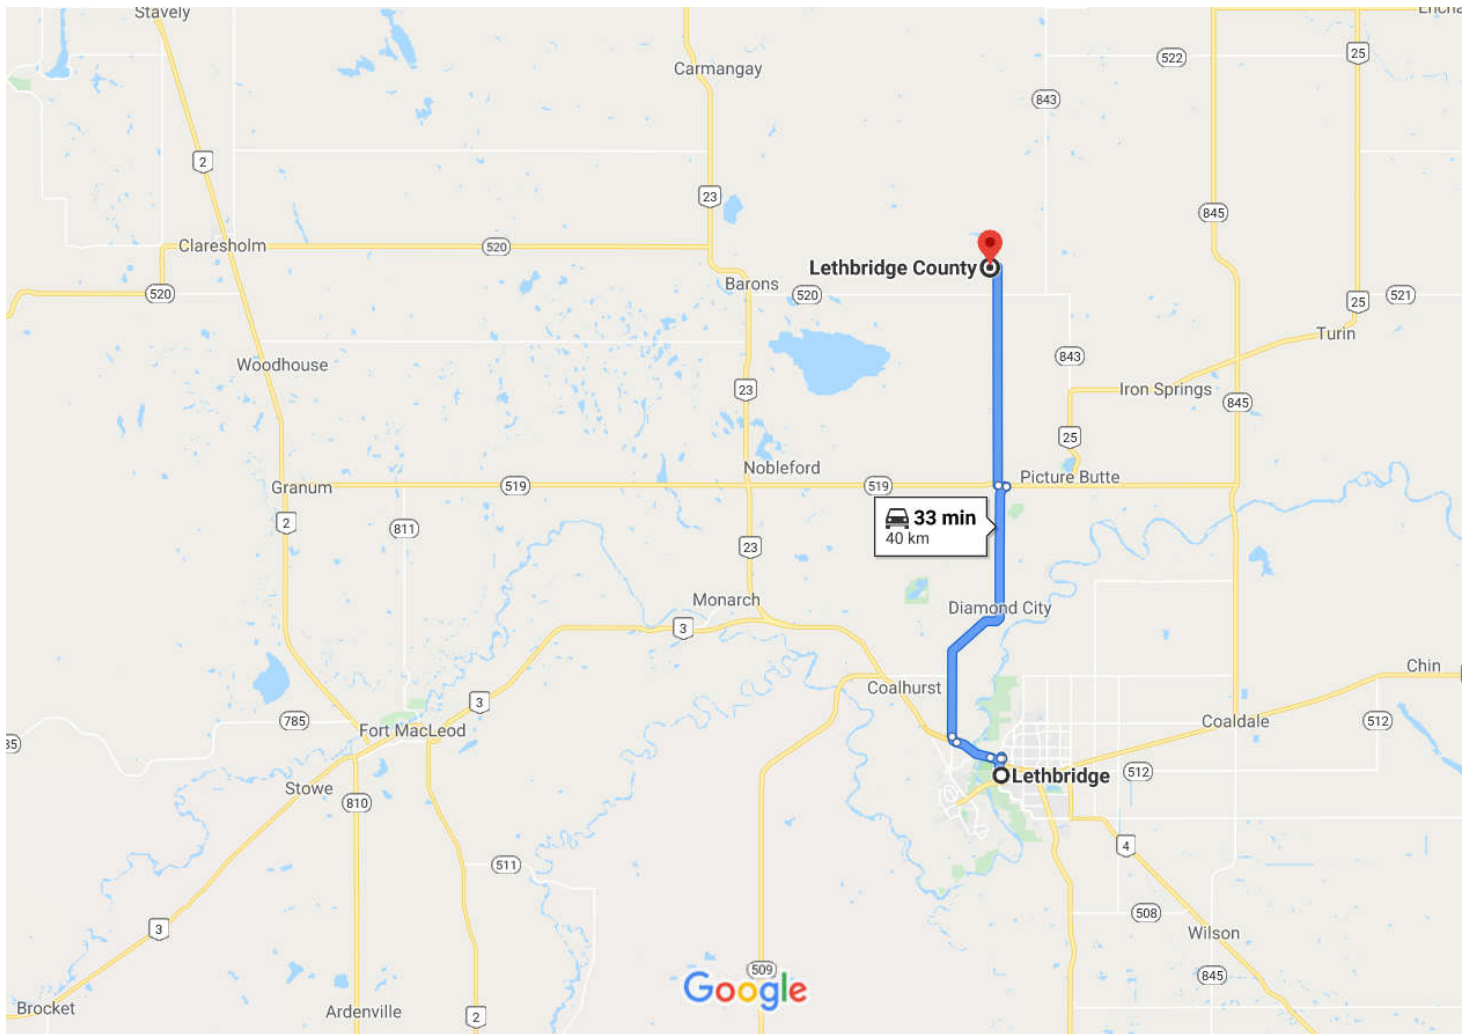 Stavely
Encha
25
522
Carmangay
843
2
23
845
Claresholm
520
Lethbridge County
Barons
520
520
25
521
Turin
Woodhouse
843
23
Iron Springs
845
25
Nobleford
Picture Butte
Granum
519
519
2
811
33 min
40 km
23
Monarch
Diamond City
3
Chin
Coalhurst
3
785
Fort MacLeod
Coaldale
512
35
Lethbridge
512
Stowe
810
4
511
508
3
Wilson
509
845
Google
Brocket
Ardenville
2